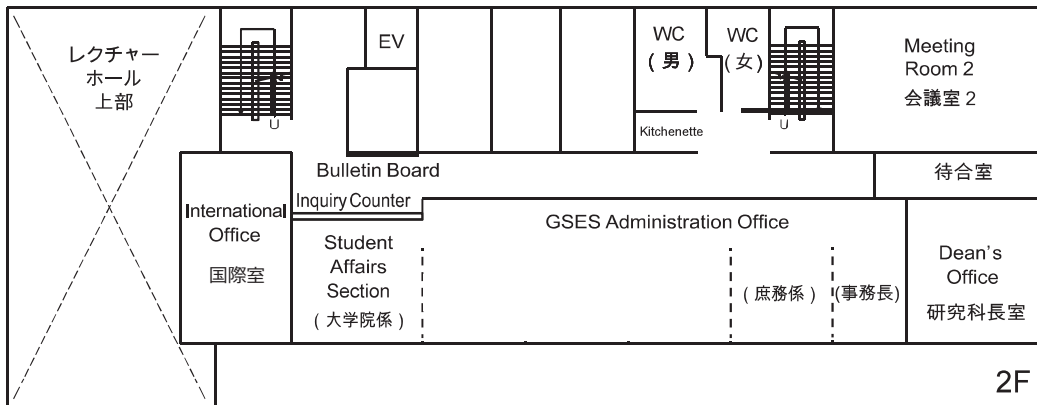 レクチャー
ホール
上部
U
EV
WC
(男)
WC
(女)
Kitchenette
U
Meeting
Room 2
会議室 2
Bulletin Board
待合室
Inquiry Counter
International
Office
国際室
Student
Affairs
Section
(大学院係)
GSES Administration Office
(庶務係)
(事務長)
Dean's
Office
研究科長室
2F